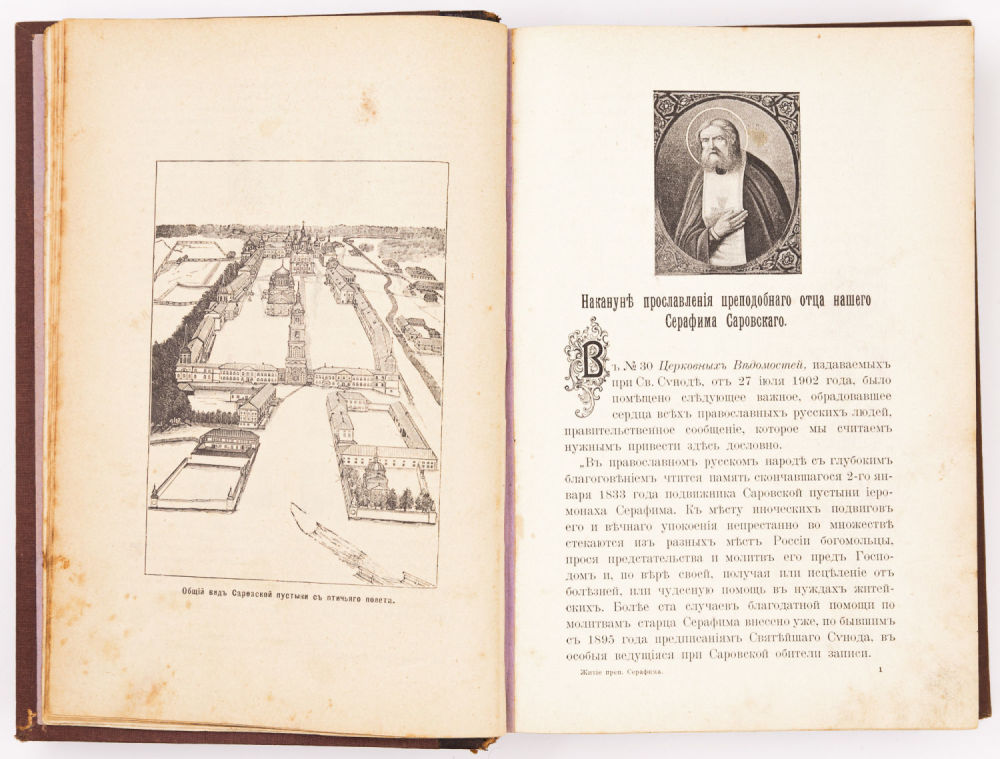 Общій видъ Саровской пустыни съ птичьяго полета.
Наканунѣ прославленія преподобнаго отца нашего
Серафима Саровскаго.
Въ № 30 Церковныхъ Вѣдомостей, издаваемыхъ
при Св. Сѵнодѣ, отъ 27 іюля 1902 года, было
помѣщено слѣдующее важное, обрадовавшее
сердца всѣхъ православныхъ русскихъ людей,
правительственное сообщеніе, которое мы считаемъ
нужнымъ привести здѣсь дословно.
„Въ православномъ русскомъ народѣ съ глубокимъ
благоговѣніемъ чтится память скончавшагося 2-го ян-
варя 1833 года подвижника Саровской пустыни іеро-
монаха Серафима. Къ мѣсту иноческихъ подвиговъ
его и вѣчнаго упокоенія непрестанно во множествѣ
стекаются изъ разныхъ мѣстъ Россіи богомольцы,
прося предстательства и молитвъ его предъ Госпо-
домъ и, по вѣрѣ своей, получая или исцѣленіе отъ
болѣзней, или чудесную помощь въ нуждахъ житей-
скихъ. Болѣе ста случаевъ благодатной помощи по
молитвамъ старца Серафима внесено уже, по бывшимъ
съ 1895 года предписаніямъ Святѣйшаго Сѵнода, въ
особыя ведущіяся при Саровской обители записи.
Житіе преп. Серафима. 1